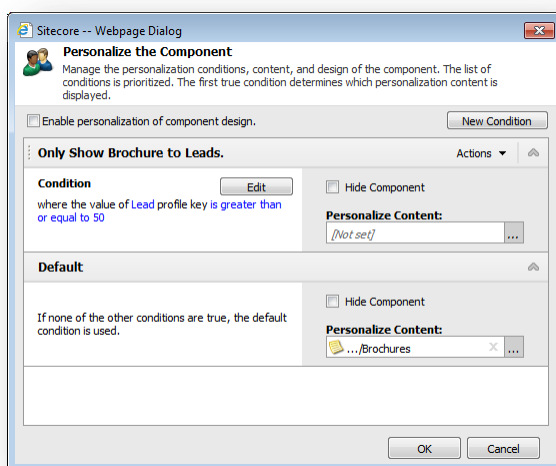 Sitecore -- Webpage Dialog
Personalize the Component
Manage the personalization conditions, content, and design of the component. The list of
conditions is prioritized. The first true condition determines which personalization content is
displayed.
Enable personalization of component design.
New Condition
Only Show Brochure to Leads.
Actions
Condition
Edit
Hide Component
where the value of Lead profile key is greater than
or equal to 50
Personalize Content:
[Not set]
...
Default
Hide Component
If none of the other conditions are true, the default
condition is used.
Personalize Content:
.../Brochures
...
OK
Cancel